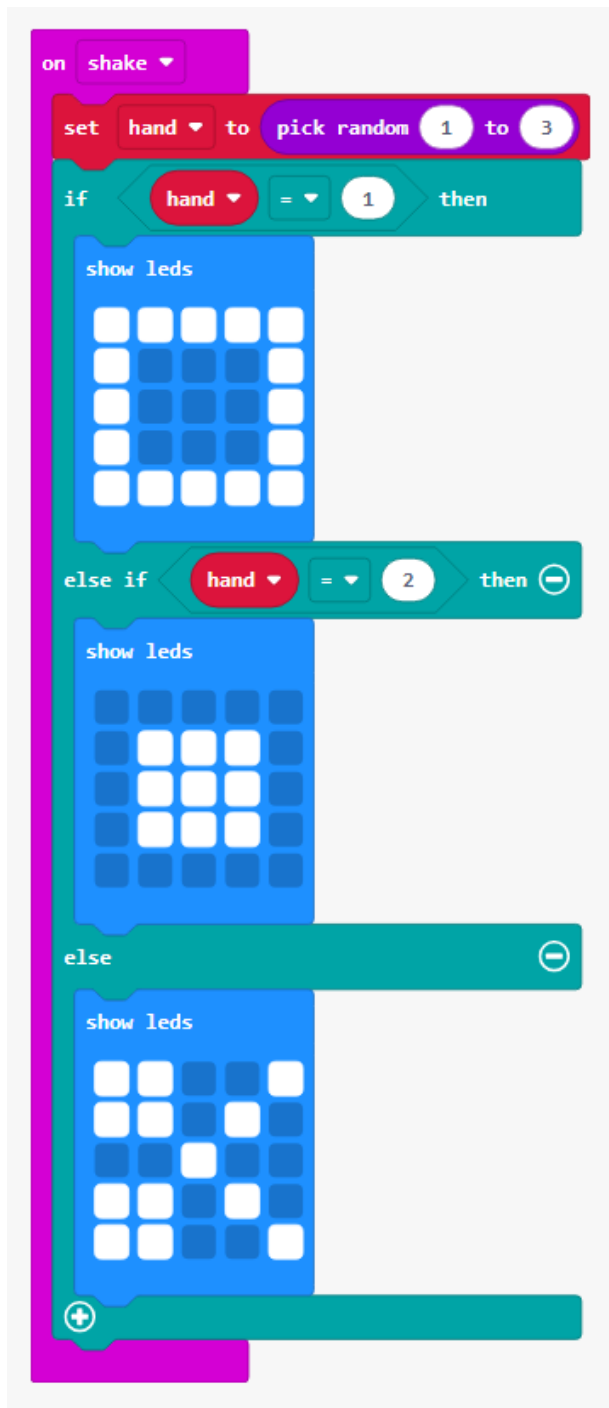 on shake
set hand to pick random 1 to 3
if hand = 1 then
show leds
else if hand = 2 then
show leds
else
show leds